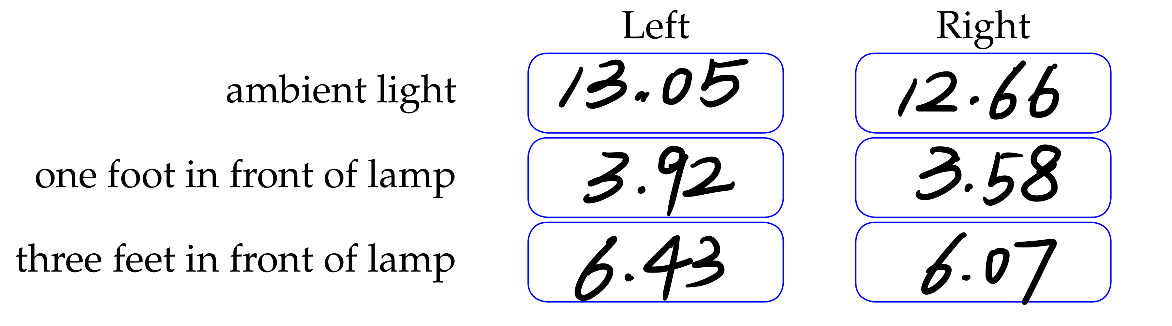 Left Right
ambient light 13.05 12.66
one foot in front of lamp 3.92 3.58
three feet in front of lamp 6.43 6.07